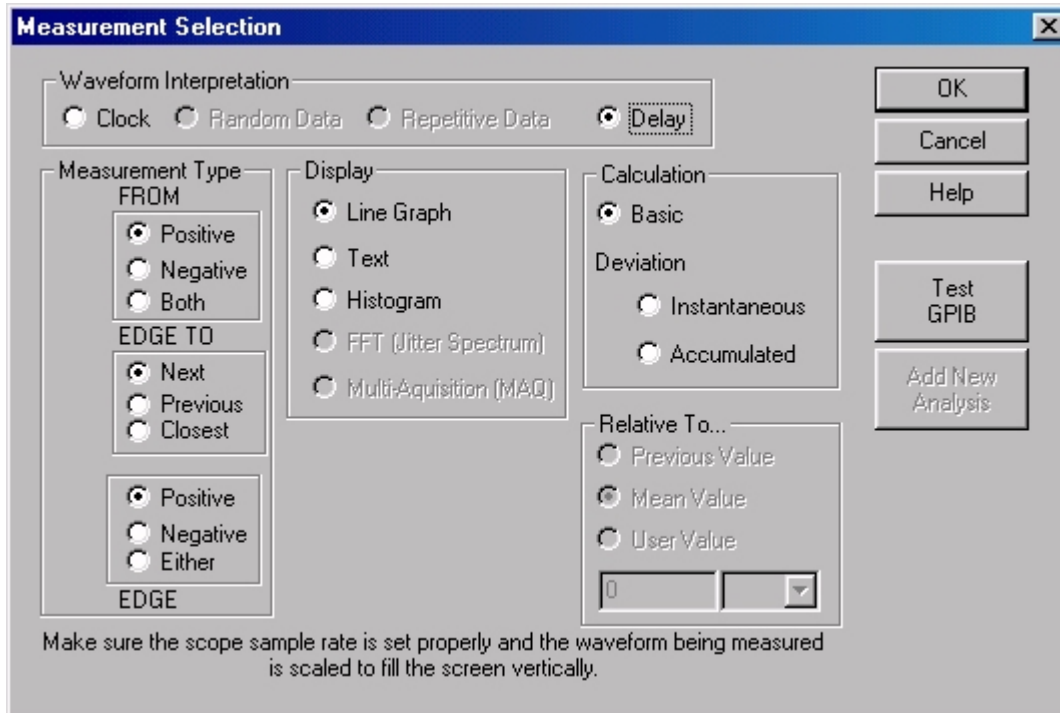 Measurement Selection
Waveform Interpretation
Clock
Random Data
Repetitive Data
Delay
Measurement Type
FROM
Positive
Negative
Both
EDGE TO
Next
Previous
Closest
Positive
Negative
Either
EDGE
Display
Line Graph
Text
Histogram
FFT (Jitter Spectrum)
Multi-Aquisition (MAQ)
Calculation
Basic
Deviation
Instantaneous
Accumulated
Relative To...
Previous Value
Mean Value
User Value
0
OK
Cancel
Help
Test
GPIB
Add New
Analysis
Make sure the scope sample rate is set properly and the waveform being measured
is scaled to fill the screen vertically.